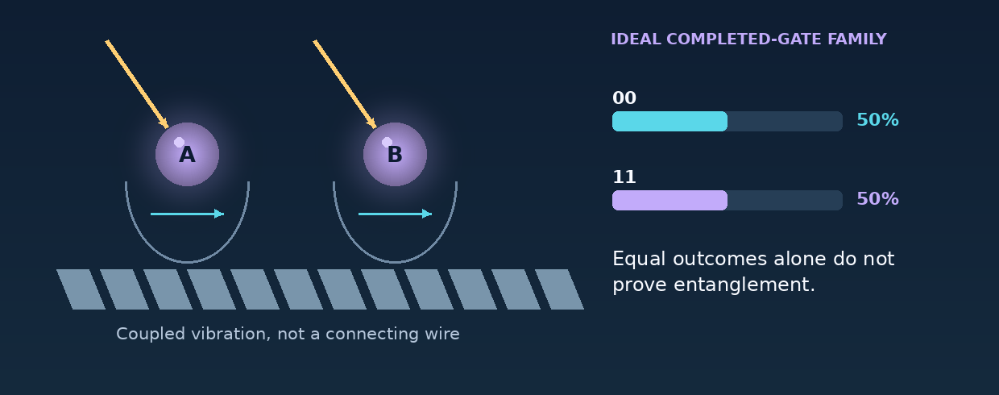 A
B
Coupled vibration, not a connecting wire
IDEAL COMPLETED-GATE FAMILY
00
50%
11
50%
Equal outcomes alone do not
prove entanglement.